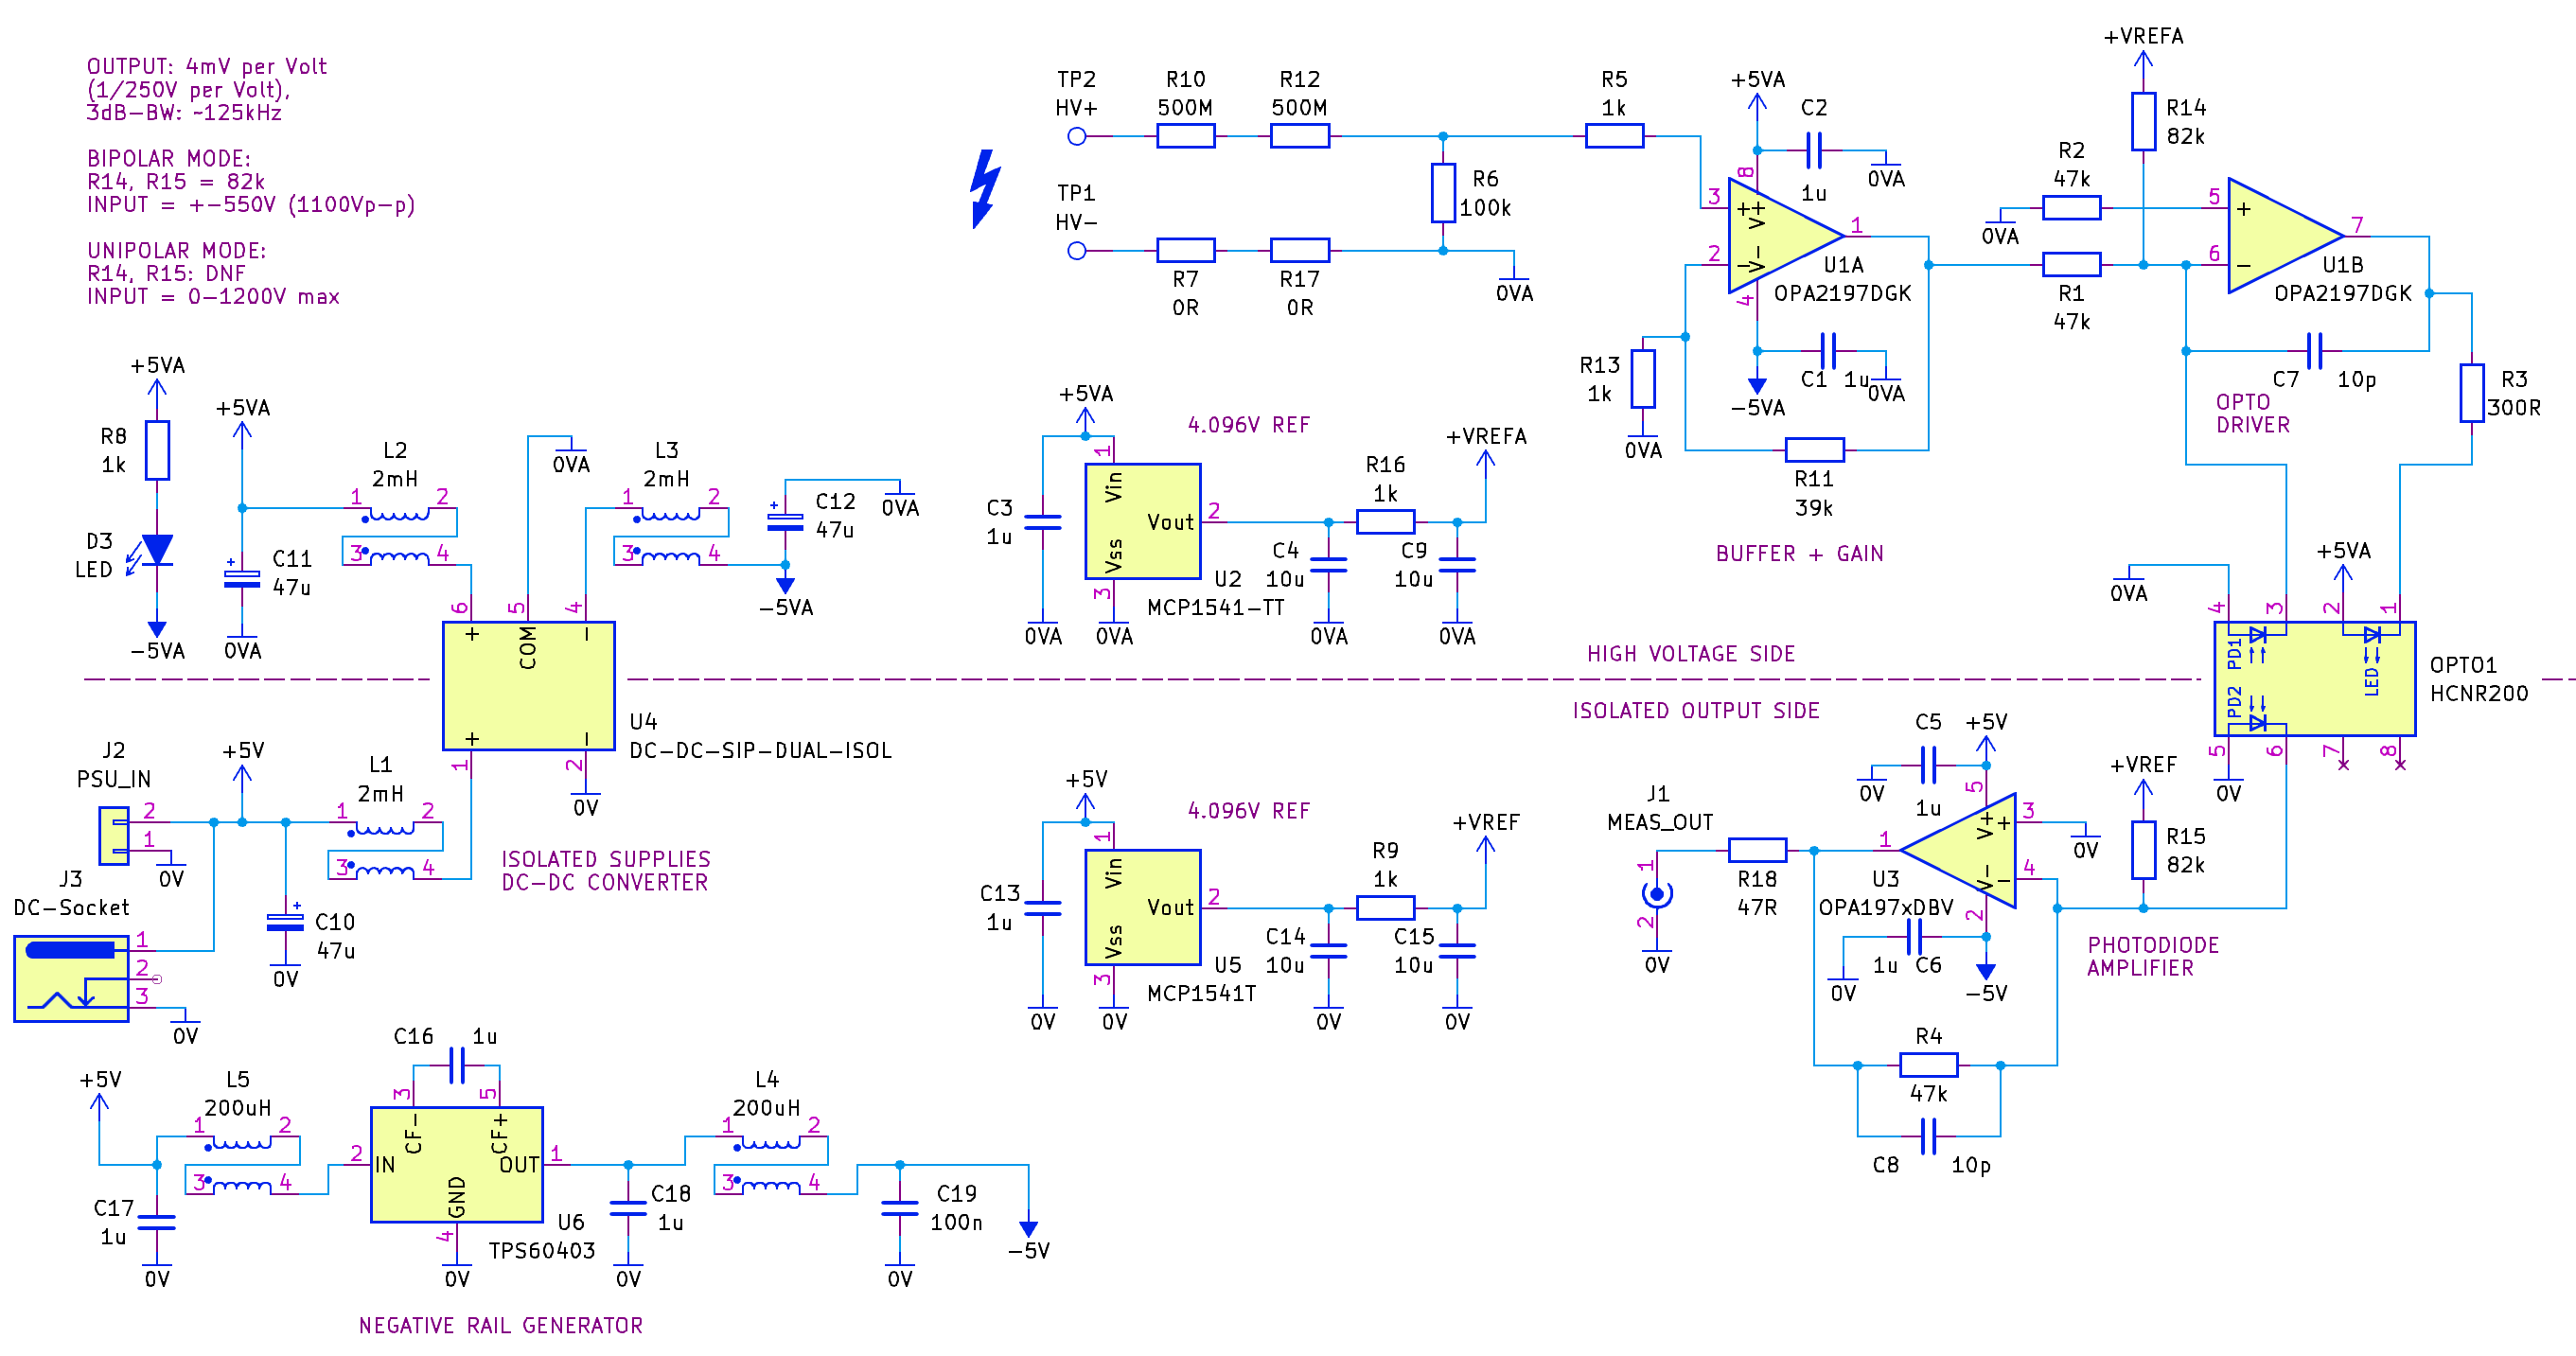 OUTPUT: 4mV per Volt
(1/250V per Volt),
3dB-BW: ~125kHz
BIPOLAR MODE:
R14, R15 = 82k
INPUT = +-550V (1100Vp-p)
UNIPOLAR MODE:
R14, R15: DNF
INPUT = 0-1200V max
TP2
HV+
R10
500M
R12
500M
TP1
HV-
R7
0R
R17
0R
R6
100k
0VA
R5
1k
+5VA
C2
1u
0VA
8
3
2
1
4
+
-
V+
V-
U1A
OPA2197DGK
C1
1u
0VA
-5VA
R13
1k
0VA
R11
39k
BUFFER + GAIN
+VREFA
R14
82k
R2
47k
0VA
R1
47k
5
6
7
+
-
U1B
OPA2197DGK
C7
10p
R3
300R
OPTO
DRIVER
+5VA
R8
1k
D3
LED
-5VA
+5VA
C11
47u
0VA
L2
2mH
1
2
3
4
0VA
L3
2mH
1
2
3
4
C12
47u
0VA
-5VA
6
5
4
+
COM
-
+
-
1
2
U4
DC-DC-SIP-DUAL-ISOL
0V
+5VA
4.096V REF
C3
1u
0VA
1
Vin
Vout
2
Vss
3
U2
MCP1541-TT
0VA
C4
10u
0VA
R16
1k
C9
10u
0VA
+VREFA
HIGH VOLTAGE SIDE
ISOLATED OUTPUT SIDE
0VA
+5VA
4
3
2
1
PD1
LED
PD2
5
6
7
8
OPTO1
HCNR200
0V
J2
PSU_IN
2
1
0V
+5V
L1
2mH
1
2
3
4
J3
DC-Socket
1
2
3
0V
C10
47u
0V
ISOLATED SUPPLIES
DC-DC CONVERTER
+5V
4.096V REF
C13
1u
0V
1
Vin
Vout
2
Vss
3
U5
MCP1541T
0V
C14
10u
0V
R9
1k
C15
10u
0V
+VREF
J1
MEAS_OUT
1
2
0V
R18
47R
C5
1u
0V
+5V
5
3
4
1
2
+
-
V+
V-
0V
U3
OPA197xDBV
1u
C6
0V
-5V
+VREF
R15
82k
PHOTODIODE
AMPLIFIER
R4
47k
C8
10p
+5V
C17
1u
0V
L5
200uH
1
2
3
4
C16
1u
3
5
CF-
CF+
2
IN
OUT
1
GND
4
U6
TPS60403
0V
C18
1u
0V
L4
200uH
1
2
3
4
C19
100n
0V
-5V
NEGATIVE RAIL GENERATOR